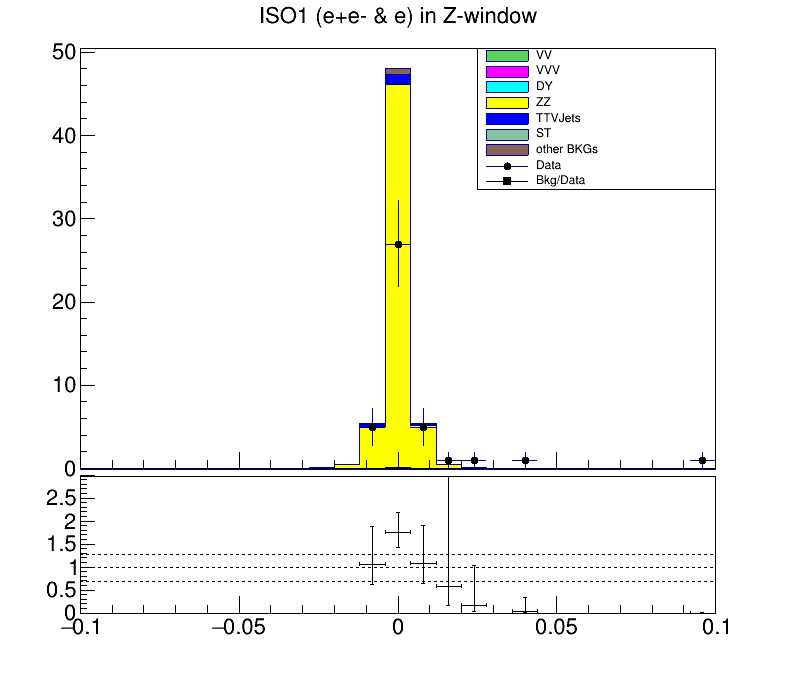 ISO1 (e+e- & e) in Z-window
50
40
30
20
10
0
VV
VVV
DY
ZZ
TTVJets
ST
other BKGs
Data
Bkg/Data
2.5
2
1.5
1
0.5
0
−0.1
−0.05
0
0.05
0.1